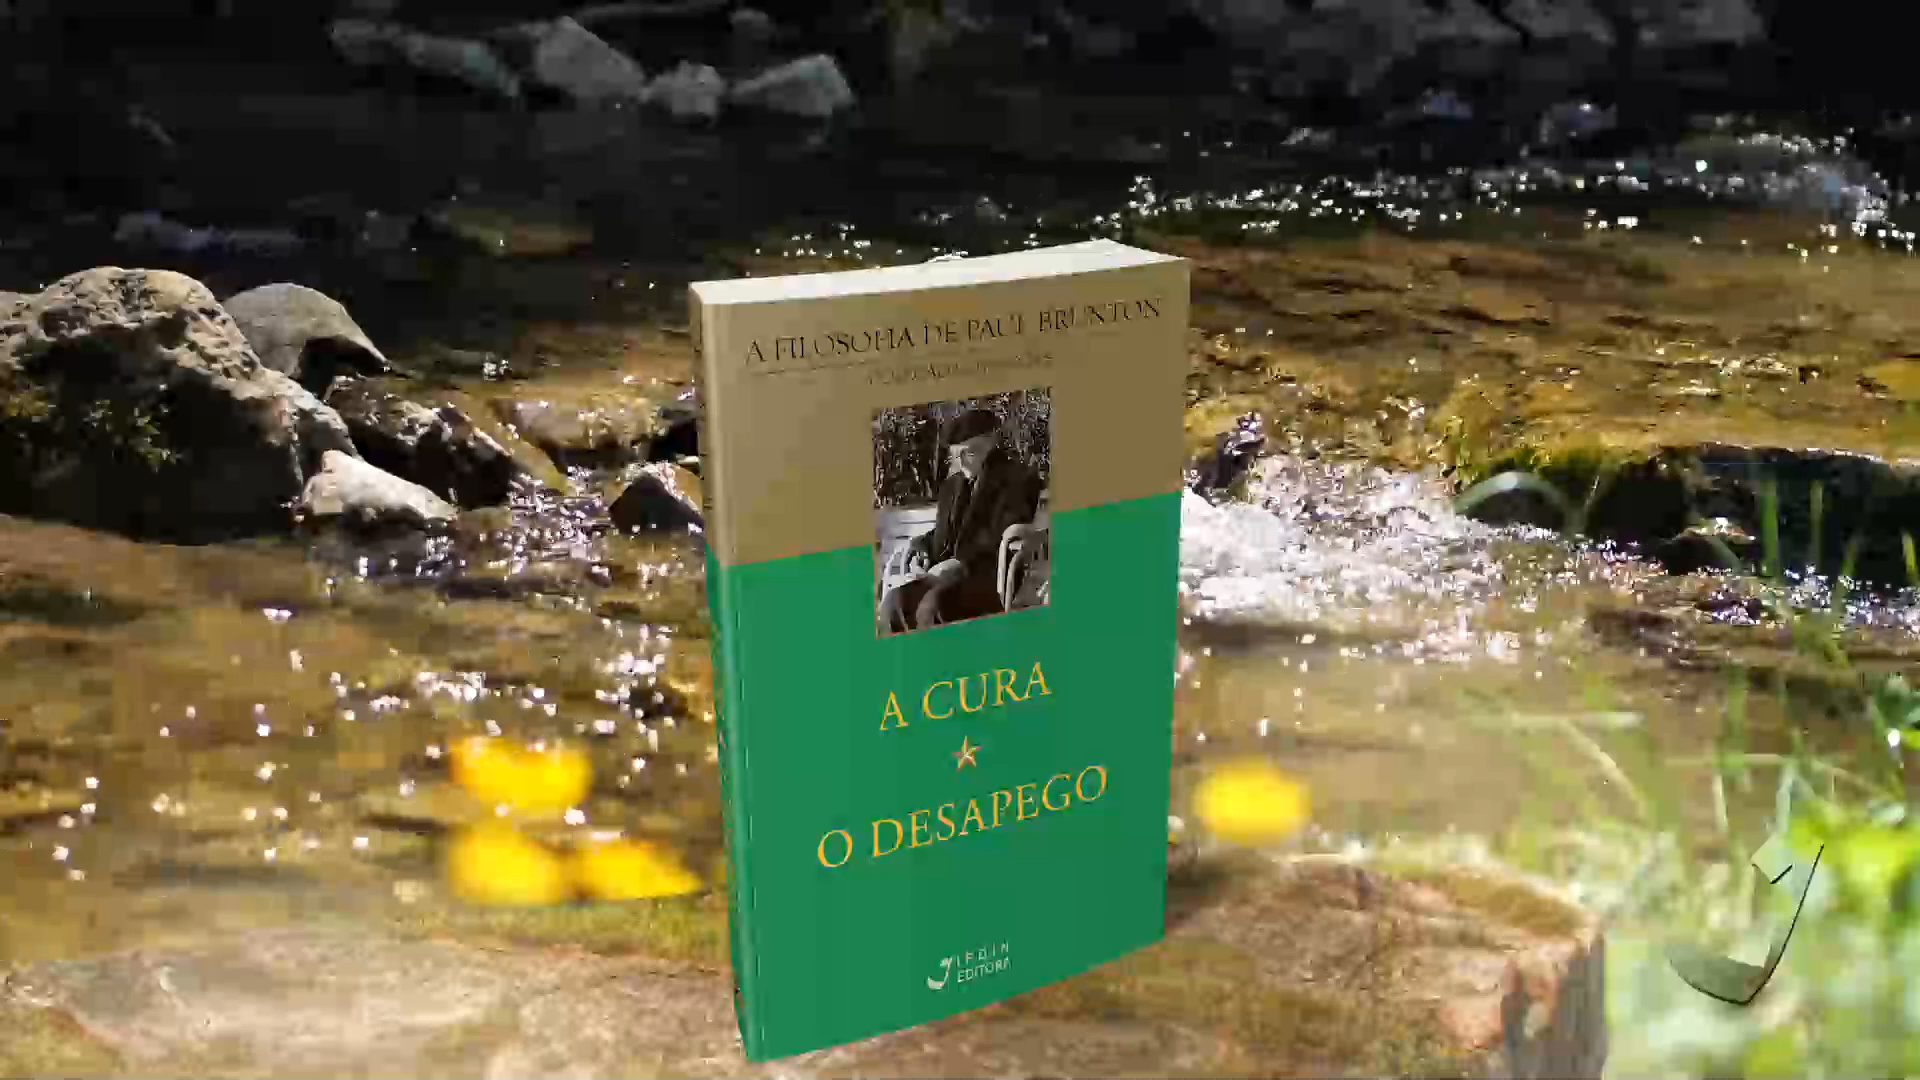 A FILOSOFIA DE PAUL BRUNTON
A CURA
O DESAPEGO
EDITORA